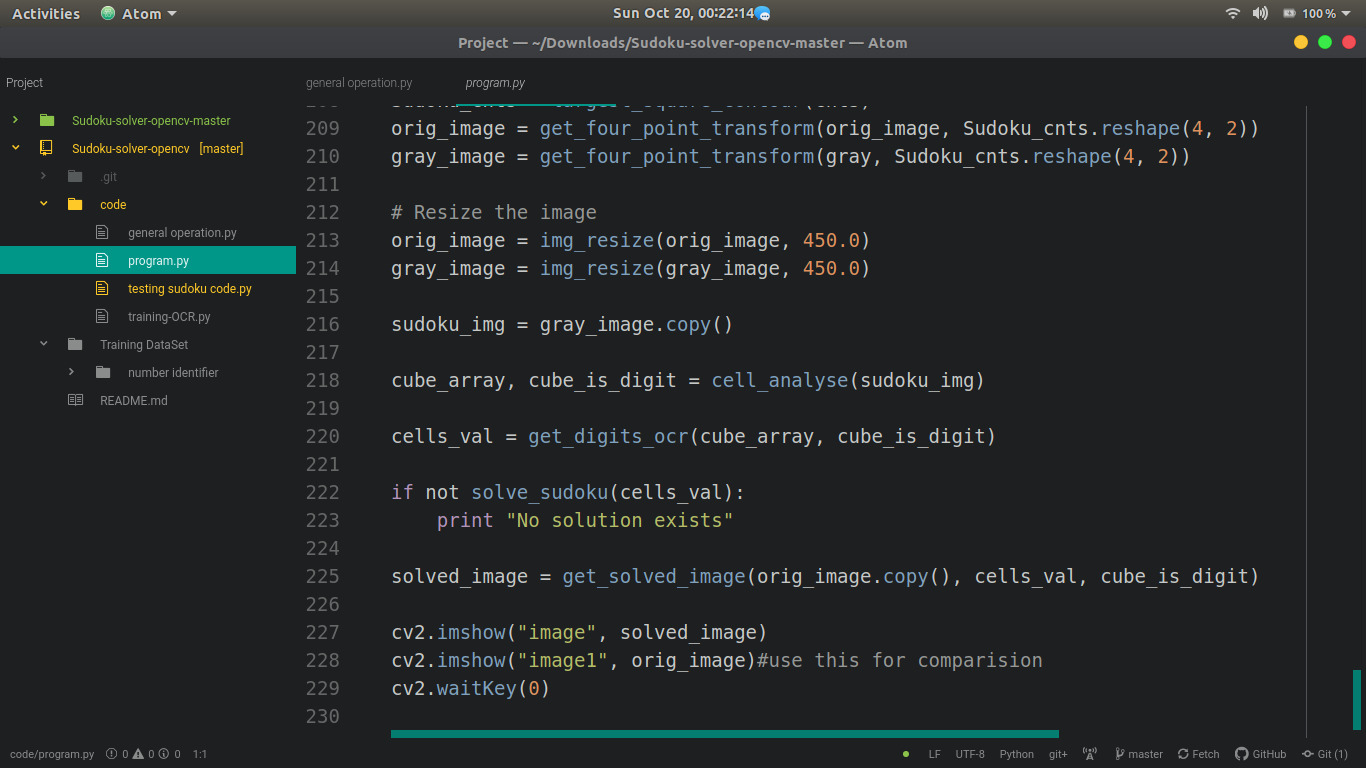 Activities Atom Sun Oct 20, 00:22:14 100 %
Project — ~/Downloads/Sudoku-solver-opencv-master — Atom
Project
general operation.py program.py
Sudoku-solver-opencv-master
Sudoku-solver-opencv [master]
.git
code
general operation.py
program.py
testing sudoku code.py
training-OCR.py
Training DataSet
number identifier
README.md
209 orig_image = get_four_point_transform(orig_image, Sudoku_cnts.reshape(4, 2))
210 gray_image = get_four_point_transform(gray, Sudoku_cnts.reshape(4, 2))
211
212 # Resize the image
213 orig_image = img_resize(orig_image, 450.0)
214 gray_image = img_resize(gray_image, 450.0)
215
216 sudoku_img = gray_image.copy()
217
218 cube_array, cube_is_digit = cell_analyse(sudoku_img)
219
220 cells_val = get_digits_ocr(cube_array, cube_is_digit)
221
222 if not solve_sudoku(cells_val):
223 print "No solution exists"
224
225 solved_image = get_solved_image(orig_image.copy(), cells_val, cube_is_digit)
226
227 cv2.imshow("image", solved_image)
228 cv2.imshow("image1", orig_image)#use this for comparision
229 cv2.waitKey(0)
230
code/program.py 0 0 0 1:1 LF UTF-8 Python git+ master Fetch GitHub Git (1)